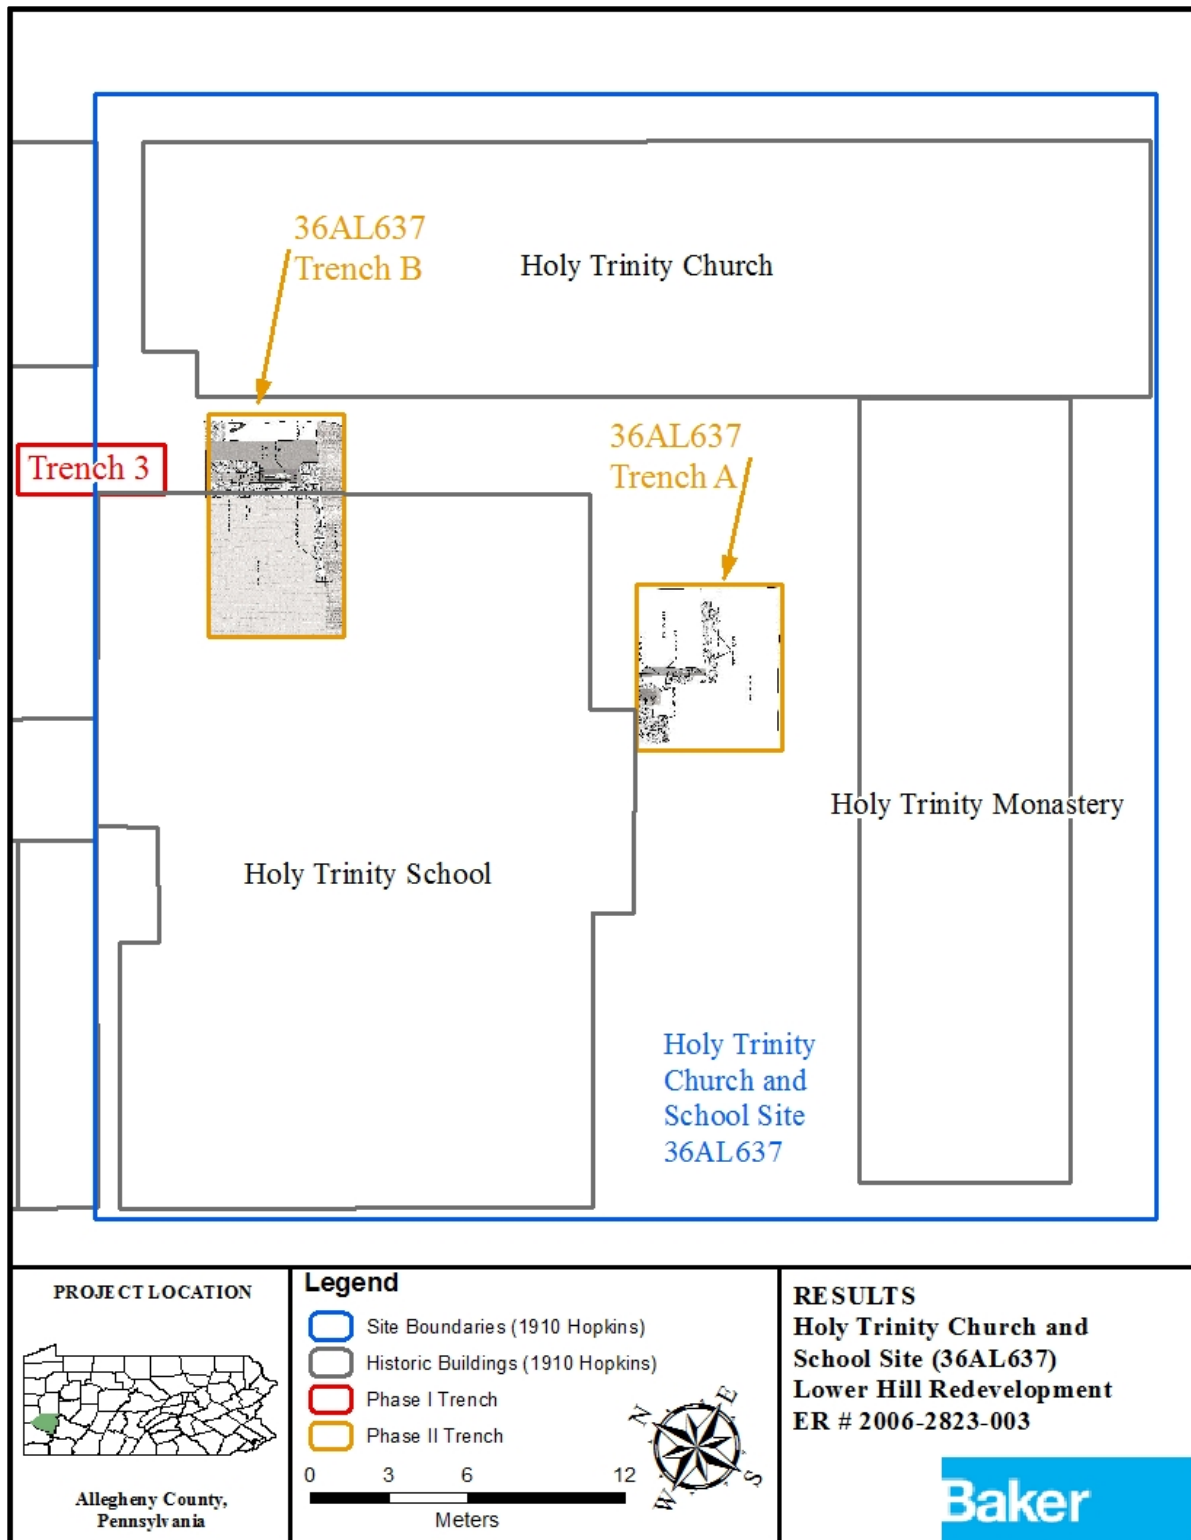 36AL637
Trench B
Holy Trinity Church
36AL637
Trench A
Trench 3
Holy Trinity Monastery
Holy Trinity School
Holy Trinity
Church and
School Site
36AL637
PROJECT LOCATION
Allegheny County,
Pennsylvania
Legend
Site Boundaries (1910 Hopkins)
Historic Buildings (1910 Hopkins)
Phase I Trench
Phase II Trench
0 3 6 12
Meters
N E
W S
RESULTS
Holy Trinity Church and
School Site (36AL637)
Lower Hill Redevelopment
ER # 2006-2823-003
Baker